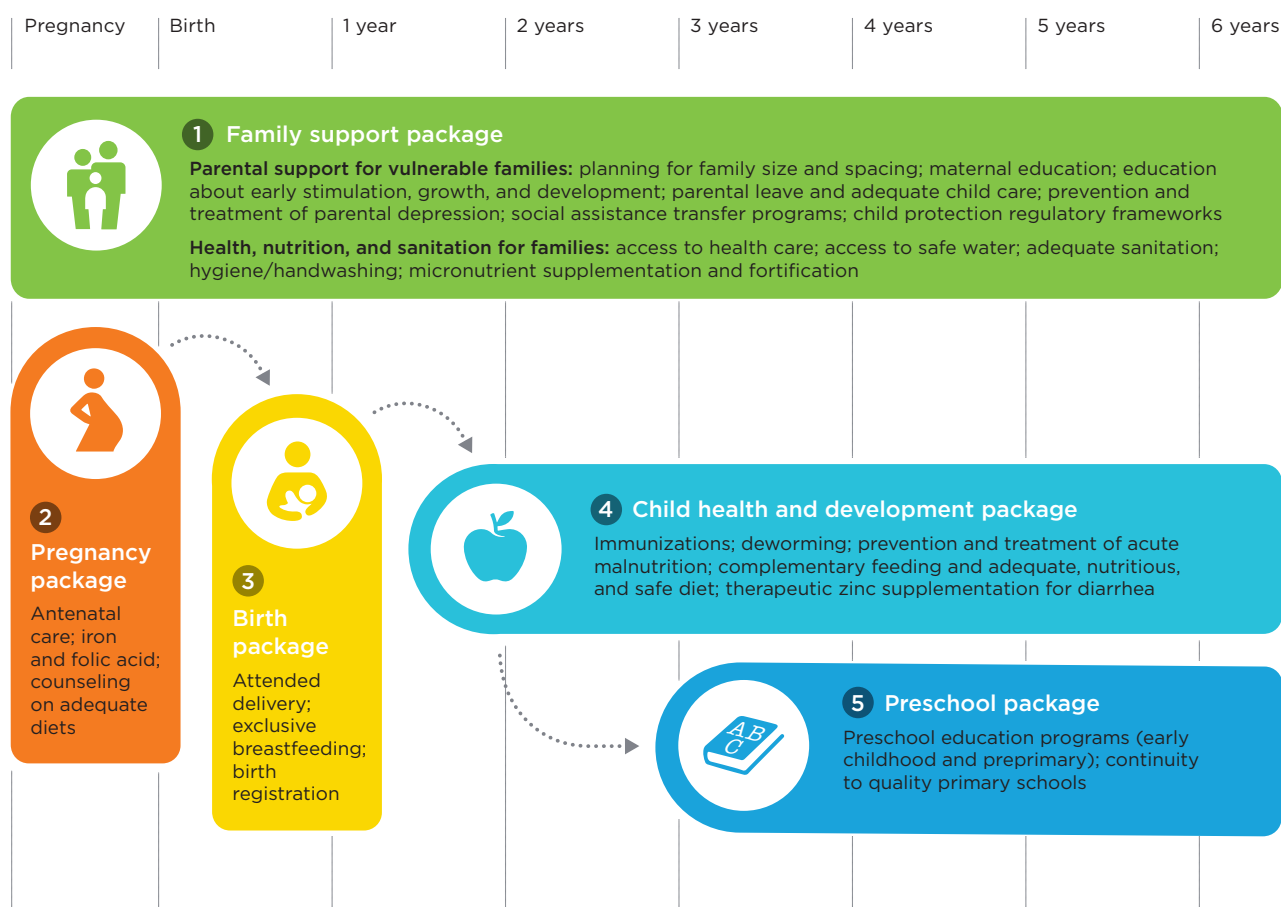 Pregnancy
Birth
1 year
2 years
3 years
4 years
5 years
6 years
1 Family support package
Parental support for vulnerable families: planning for family size and spacing; maternal education; education
about early stimulation, growth, and development; parental leave and adequate child care; prevention and
treatment of parental depression; social assistance transfer programs; child protection regulatory frameworks
Health, nutrition, and sanitation for families: access to health care; access to safe water; adequate sanitation;
hygiene/handwashing; micronutrient supplementation and fortification
2
Pregnancy
package
Antenatal
care; iron
and folic acid;
counseling
on adequate
diets
3
Birth
package
Attended
delivery;
exclusive
breastfeeding;
birth
registration
4 Child health and development package
Immunizations; deworming; prevention and treatment of acute
malnutrition; complementary feeding and adequate, nutritious,
and safe diet; therapeutic zinc supplementation for diarrhea
A B
C
5 Preschool package
Preschool education programs (early
childhood and preprimary); continuity
to quality primary schools